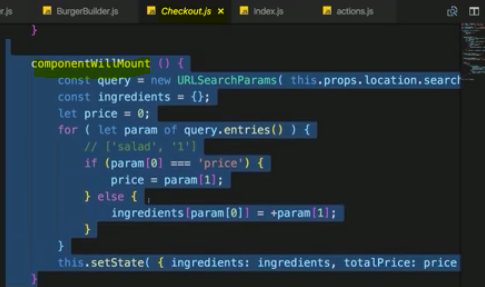 r.js BurgerBuilder.js Checkout.js × index.js actions.js
}
componentWillMount () {
const query = new URLSearchParams( this.props.location.search
const ingredients = {};
let price = 0;
for ( let param of query.entries() ) {
// ['salad', '1']
if (param[0] === 'price') {
price = param[1];
} else {
ingredients[param[0]] = +param[1];
}
}
this.setState( { ingredients: ingredients, totalPrice: price
}